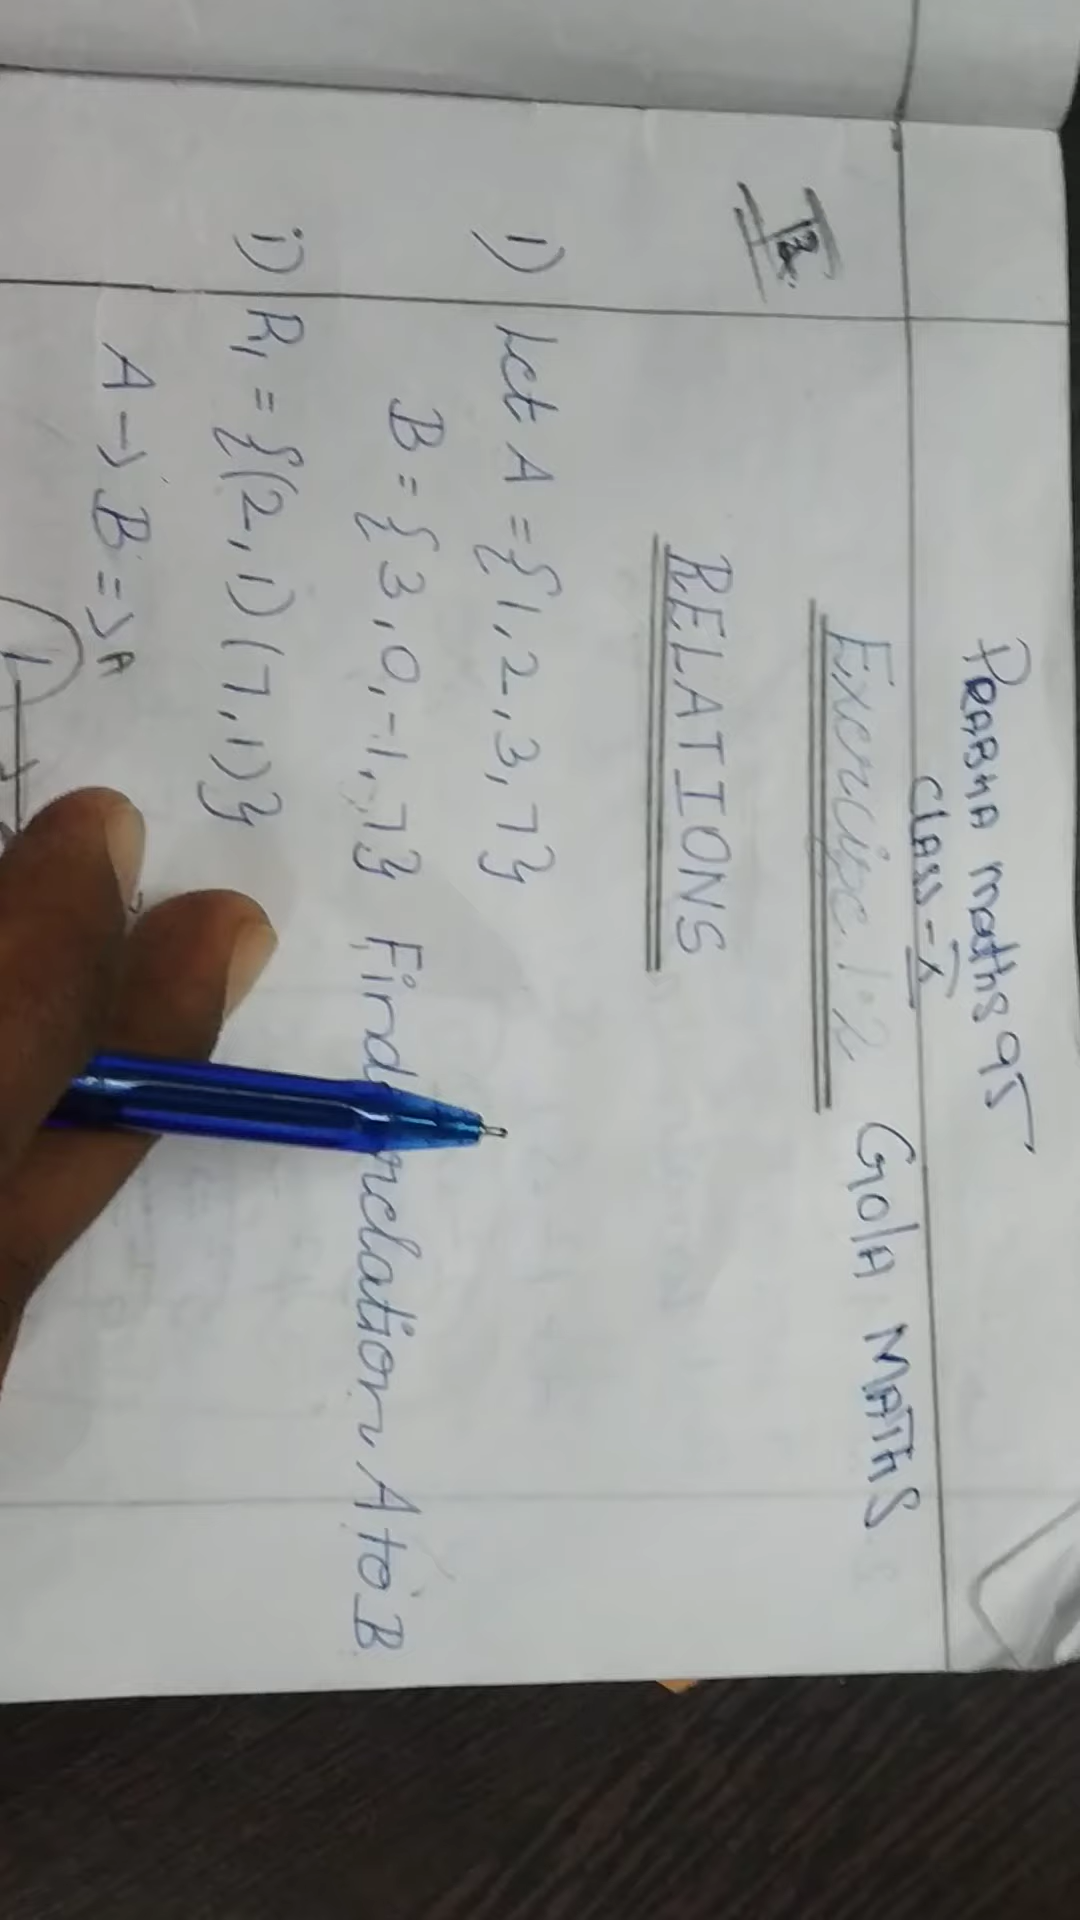 PRABHA maths 95
class - X
Exercise 1.2 Gola MATHS
RELATIONS
1) Let A = {1, 2, 3, 7}
B = {3, 0, -1, 7} Find relation A to B
i) R₁ = {(2, 1) (7, 1)}
A → B => A